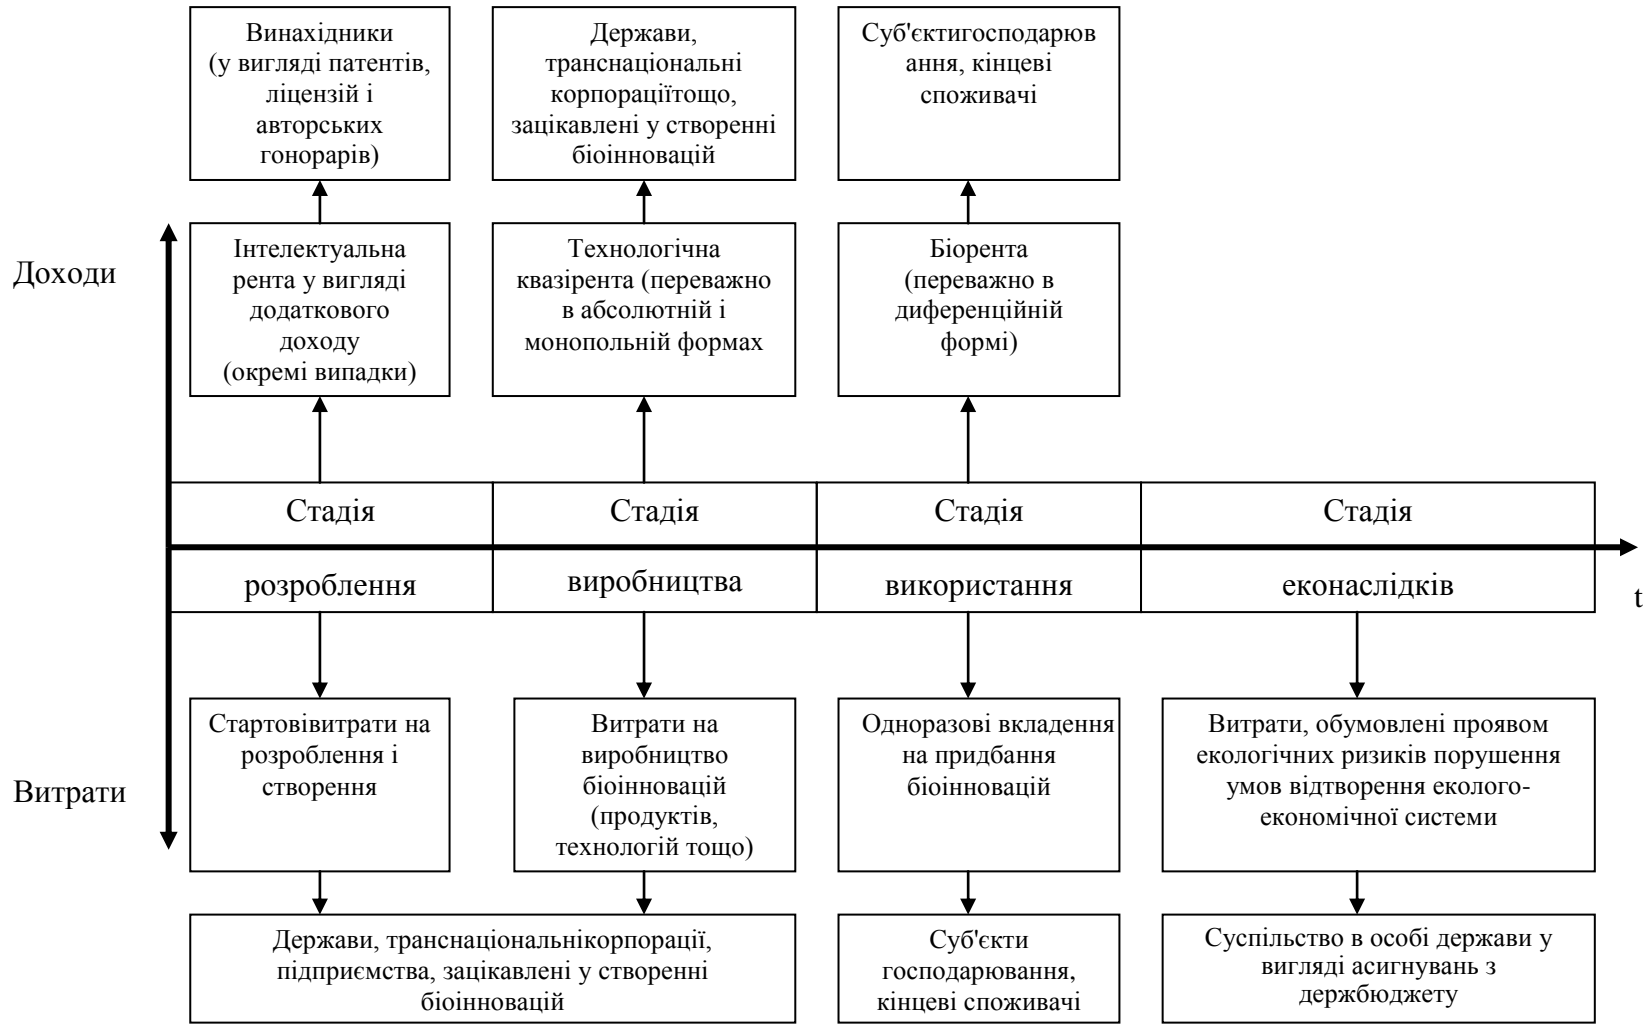 Винахідники
(у вигляді патентів,
ліцензій і
авторських
гонорарів)
Держави,
транснаціональні
корпораціїтощо,
зацікавлені у створенні
біоінновацій
Суб'єктигосподарюв
ання, кінцеві
споживачі
Доходи
Інтелектуальна
рента у вигляді
додаткового
доходу
(окремі випадки)
Технологічна
квазірента (переважно
в абсолютній і
монопольній формах
Біорента
(переважно в
диференційній
формі)
Стадія
Стадія
Стадія
Стадія
розроблення
виробництва
використання
еконаслідків
t
Витрати
Стартовівитрати на
розроблення і
створення
Витрати на
виробництво
біоінновацій
(продуктів,
технологій тощо)
Одноразові вкладення
на придбання
біоінновацій
Витрати, обумовлені проявом
екологічних ризиків порушення
умов відтворення еколого-
економічної системи
Держави, транснаціональнікорпорації,
підприємства, зацікавлені у створенні
біоінновацій
Суб'єкти
господарювання,
кінцеві споживачі
Суспільство в особі держави у
вигляді асигнувань з
держбюджету